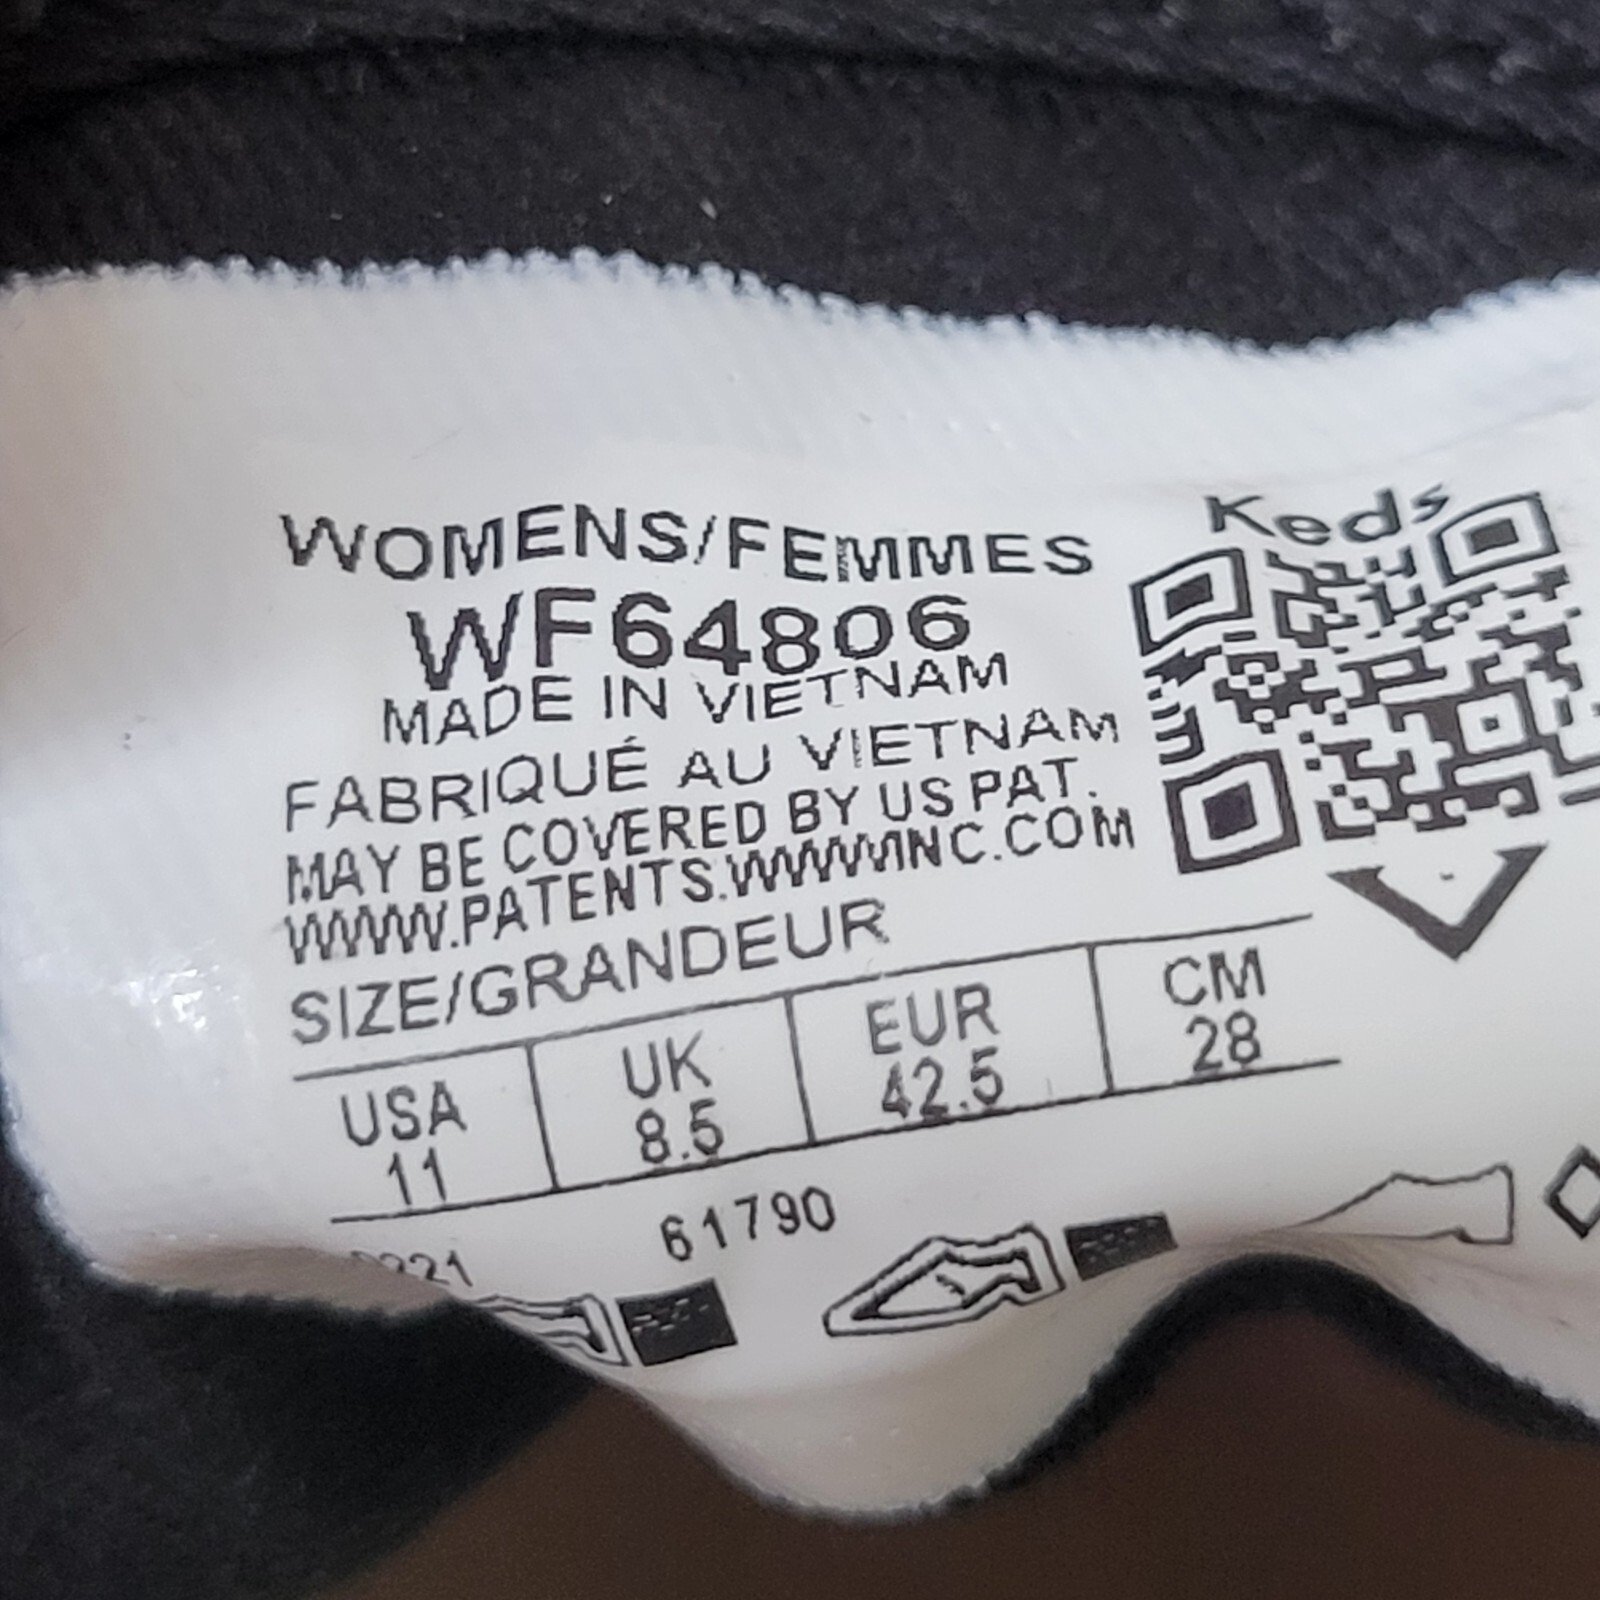 WOMENS/FEMMES
WF64806
MADE IN VIETNAM
FABRIQUÉ AU VIETNAM
MAY BE COVERED BY US PAT.
WWW.PATENTS.WWWINC.COM
SIZE/GRANDEUR
USA UK EUR CM
11 8.5 42.5 28
61790
Keds